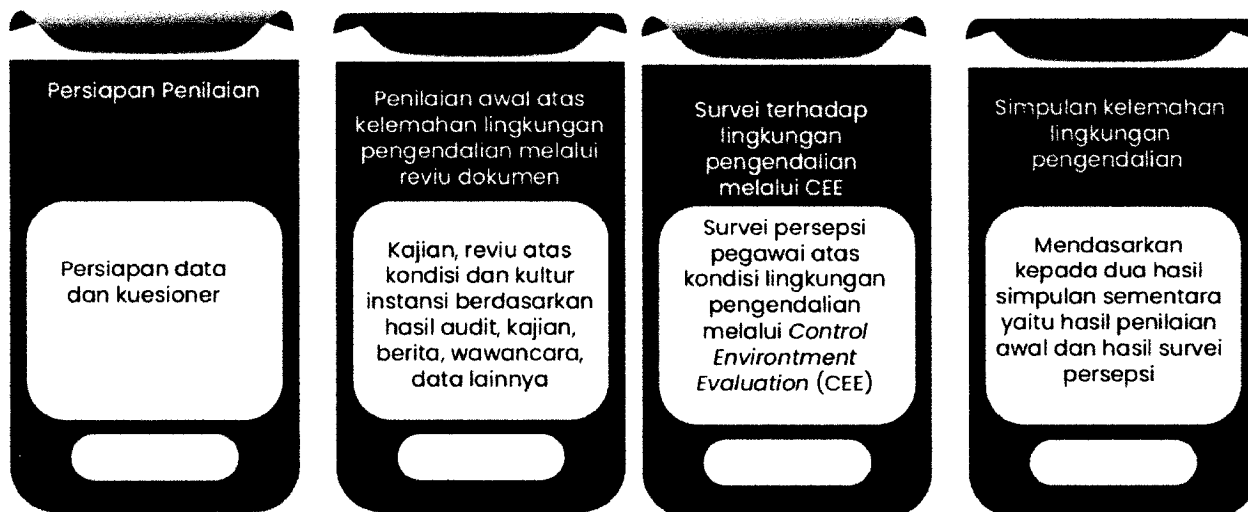 Persiapan Penilaian
Persiapan data
dan kuesioner
Penilaian awal atas
kelemahan lingkungan
pengendalian melalui
reviu dokumen
Kajian, reviu atas
kondisi dan kultur
instansi berdasarkan
hasil audit, kajian,
berita, wawancara,
data lainnya
Survei terhadap
lingkungan
pengendalian
melalui CEE
Survei persepsi
pegawai atas
kondisi lingkungan
pengendalian
melalui Control
Environtment
Evaluation (CEE)
Simpulan kelemahan
lingkungan
pengendalian
Mendasarkan
kepada dua hasil
simpulan sementara
yaitu hasil penilaian
awal dan hasil survei
persepsi